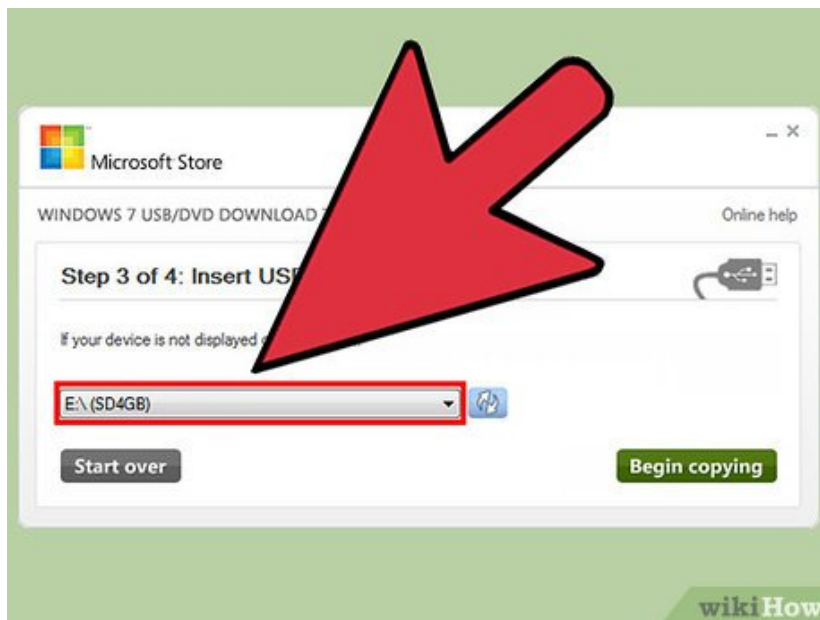 Microsoft Store
WINDOWS 7 USB/DVD DOWNLOAD
Online help
Step 3 of 4: Insert
If your device is not displayed
E:\ (SD4GB)
Start over
Begin copying
wikiHow